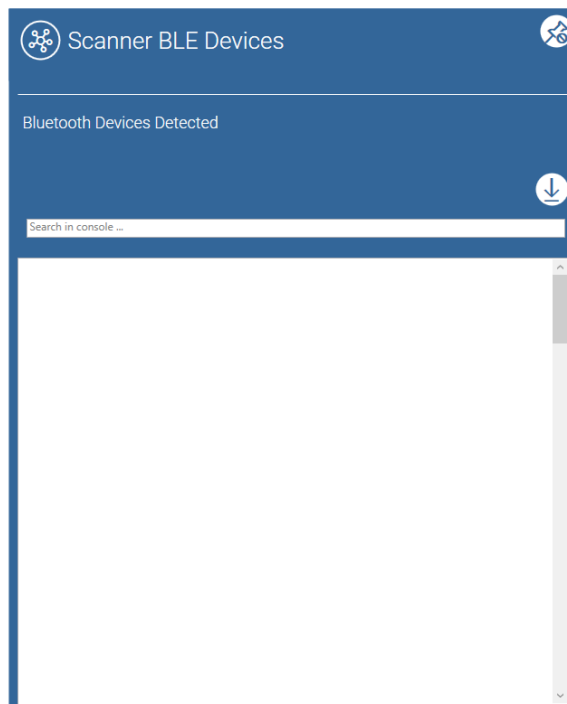 Scanner BLE Devices
Bluetooth Devices Detected
Search in console ...